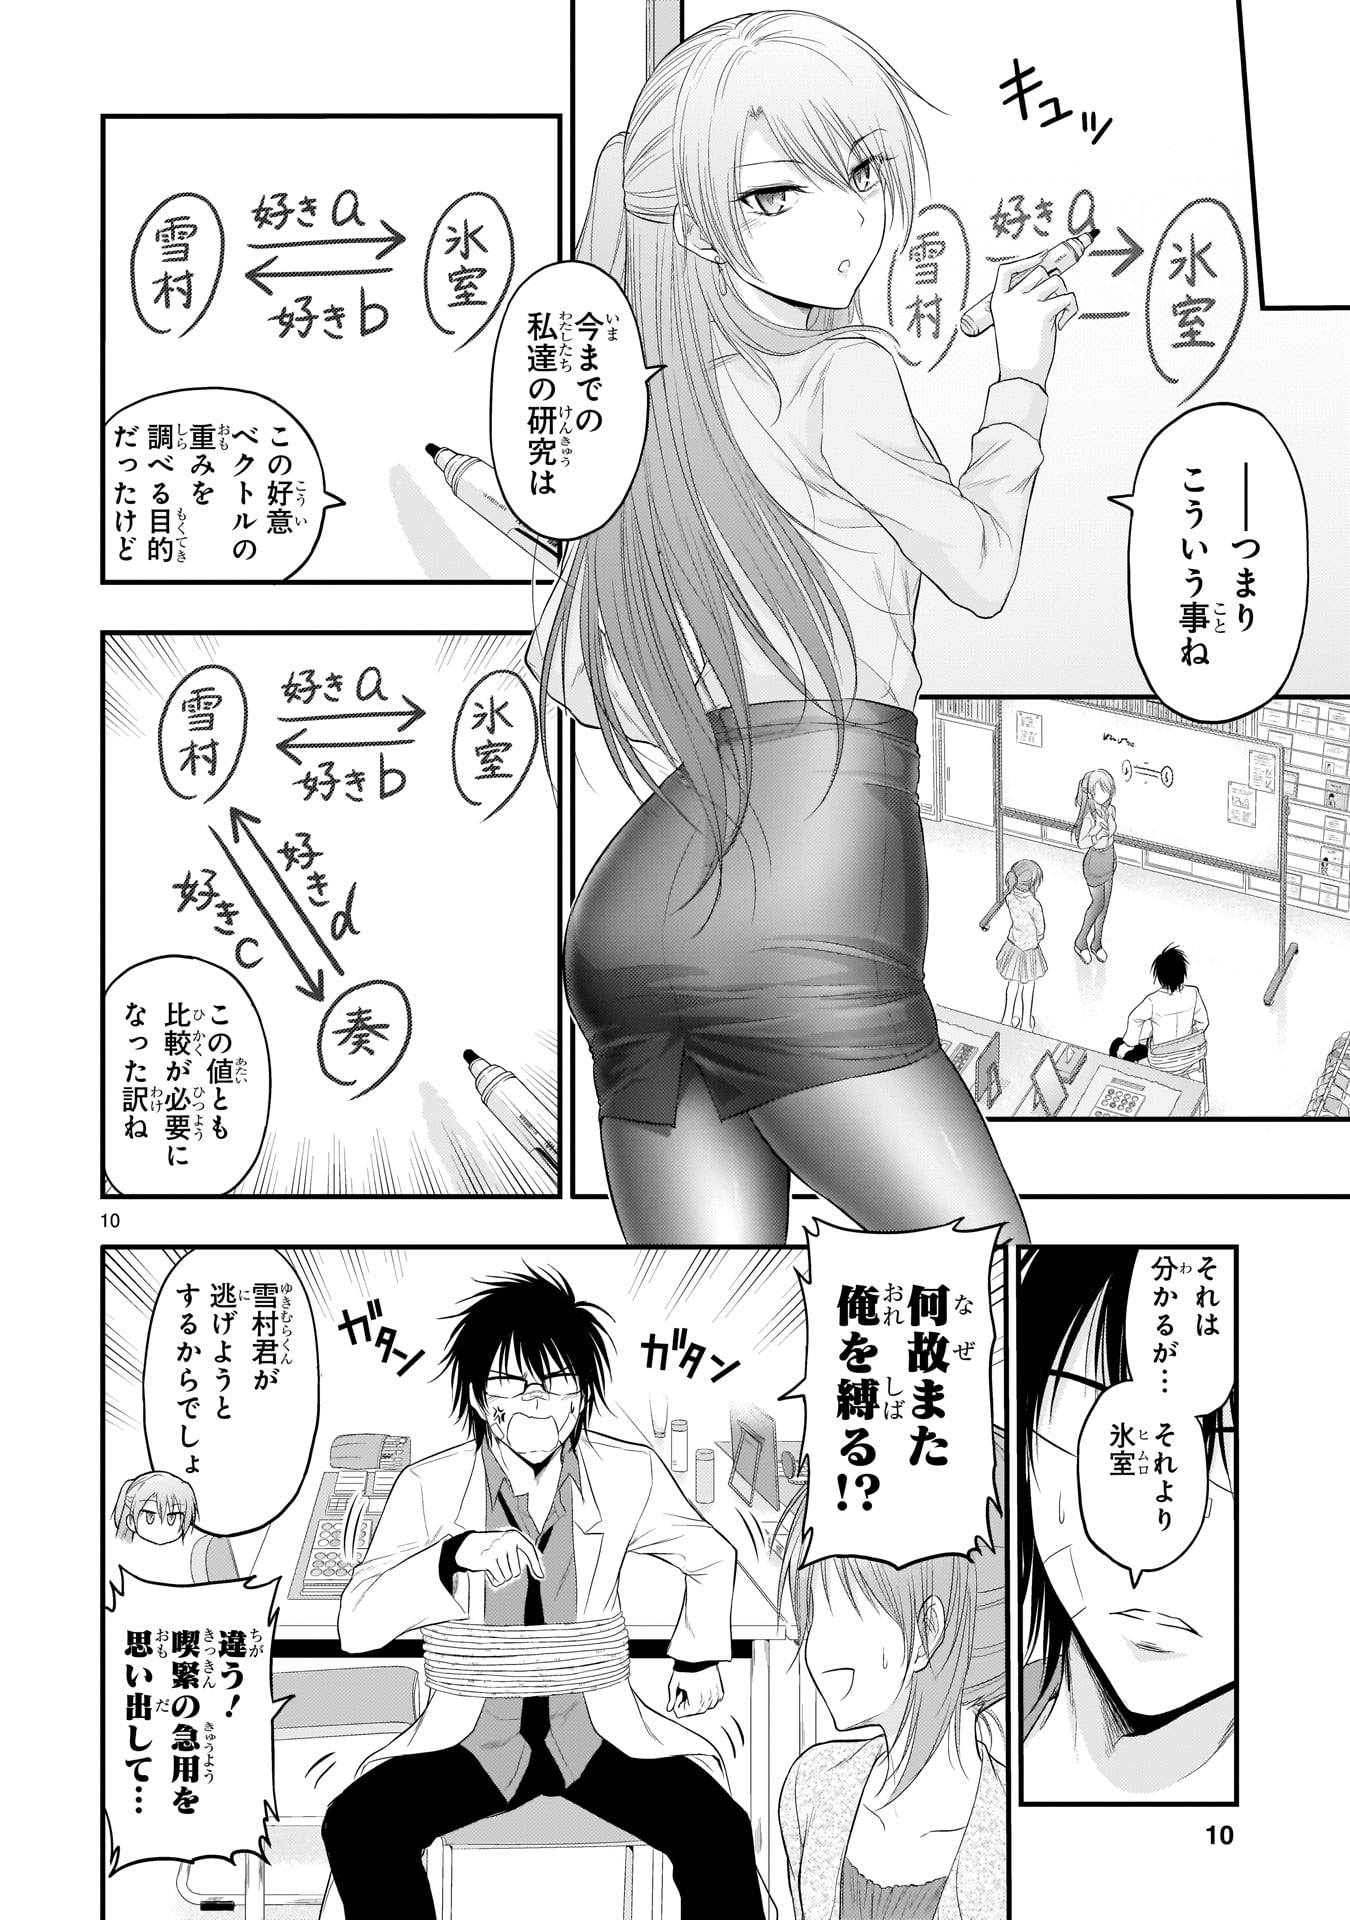 キュッ
雪村
好きa
氷室
――つまり
こういう事ね
今までの
私達の研究は
雪村
好きa
好きb
氷室
この好意
ベクトルの
重みを
調べる目的
だったけど
雪村
好きa
好きb
氷室
好きc
好きd
奏
この値とも
比較が必要に
なった訳ね
10
それは
分かるが…
それより
氷室
何故また
俺を縛る!?
ガタン
ガタン
雪村君が
逃げようと
するからでしょ
違う!
喫緊の急用を
思い出して…
10